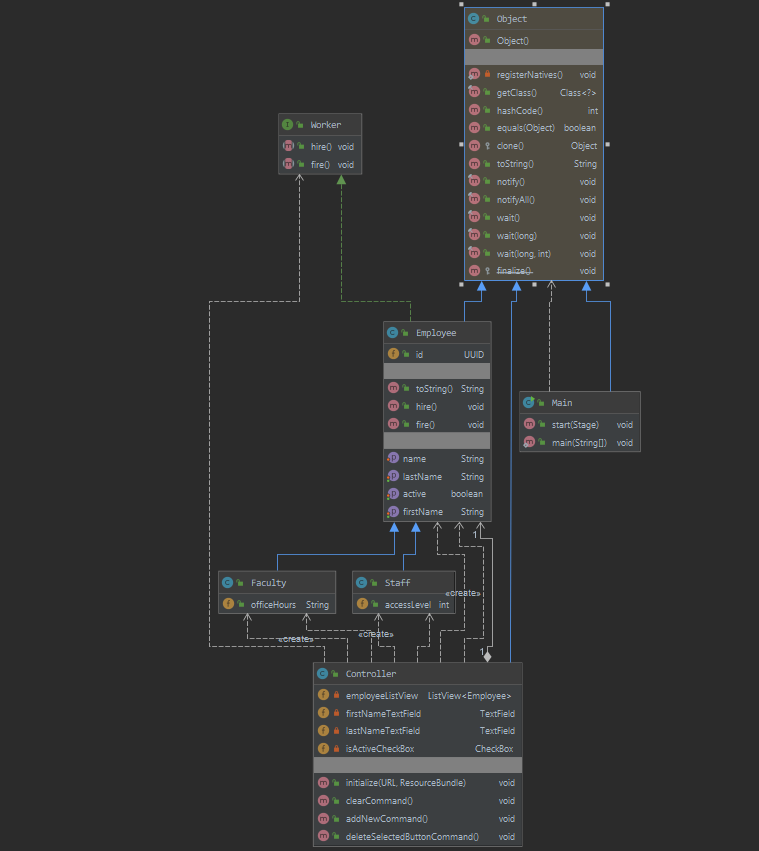 Object
Object()
registerNatives() void
getClass() Class<?>
hashCode() int
equals(Object) boolean
clone() Object
toString() String
notify() void
notifyAll() void
wait() void
wait(long) void
wait(long, int) void
finalize() void
Worker
hire() void
fire() void
Employee
id UUID
toString() String
hire() void
fire() void
name String
lastName String
active boolean
firstName String
Main
start(Stage) void
main(String[]) void
1
Faculty
officeHours String
Staff
accessLevel int
«create»
«create»
«create»
1
Controller
employeeListView ListView<Employee>
firstNameTextField TextField
lastNameTextField TextField
isActiveCheckBox CheckBox
initialize(URL, ResourceBundle) void
clearCommand() void
addNewCommand() void
deleteSelectedButtonCommand() void